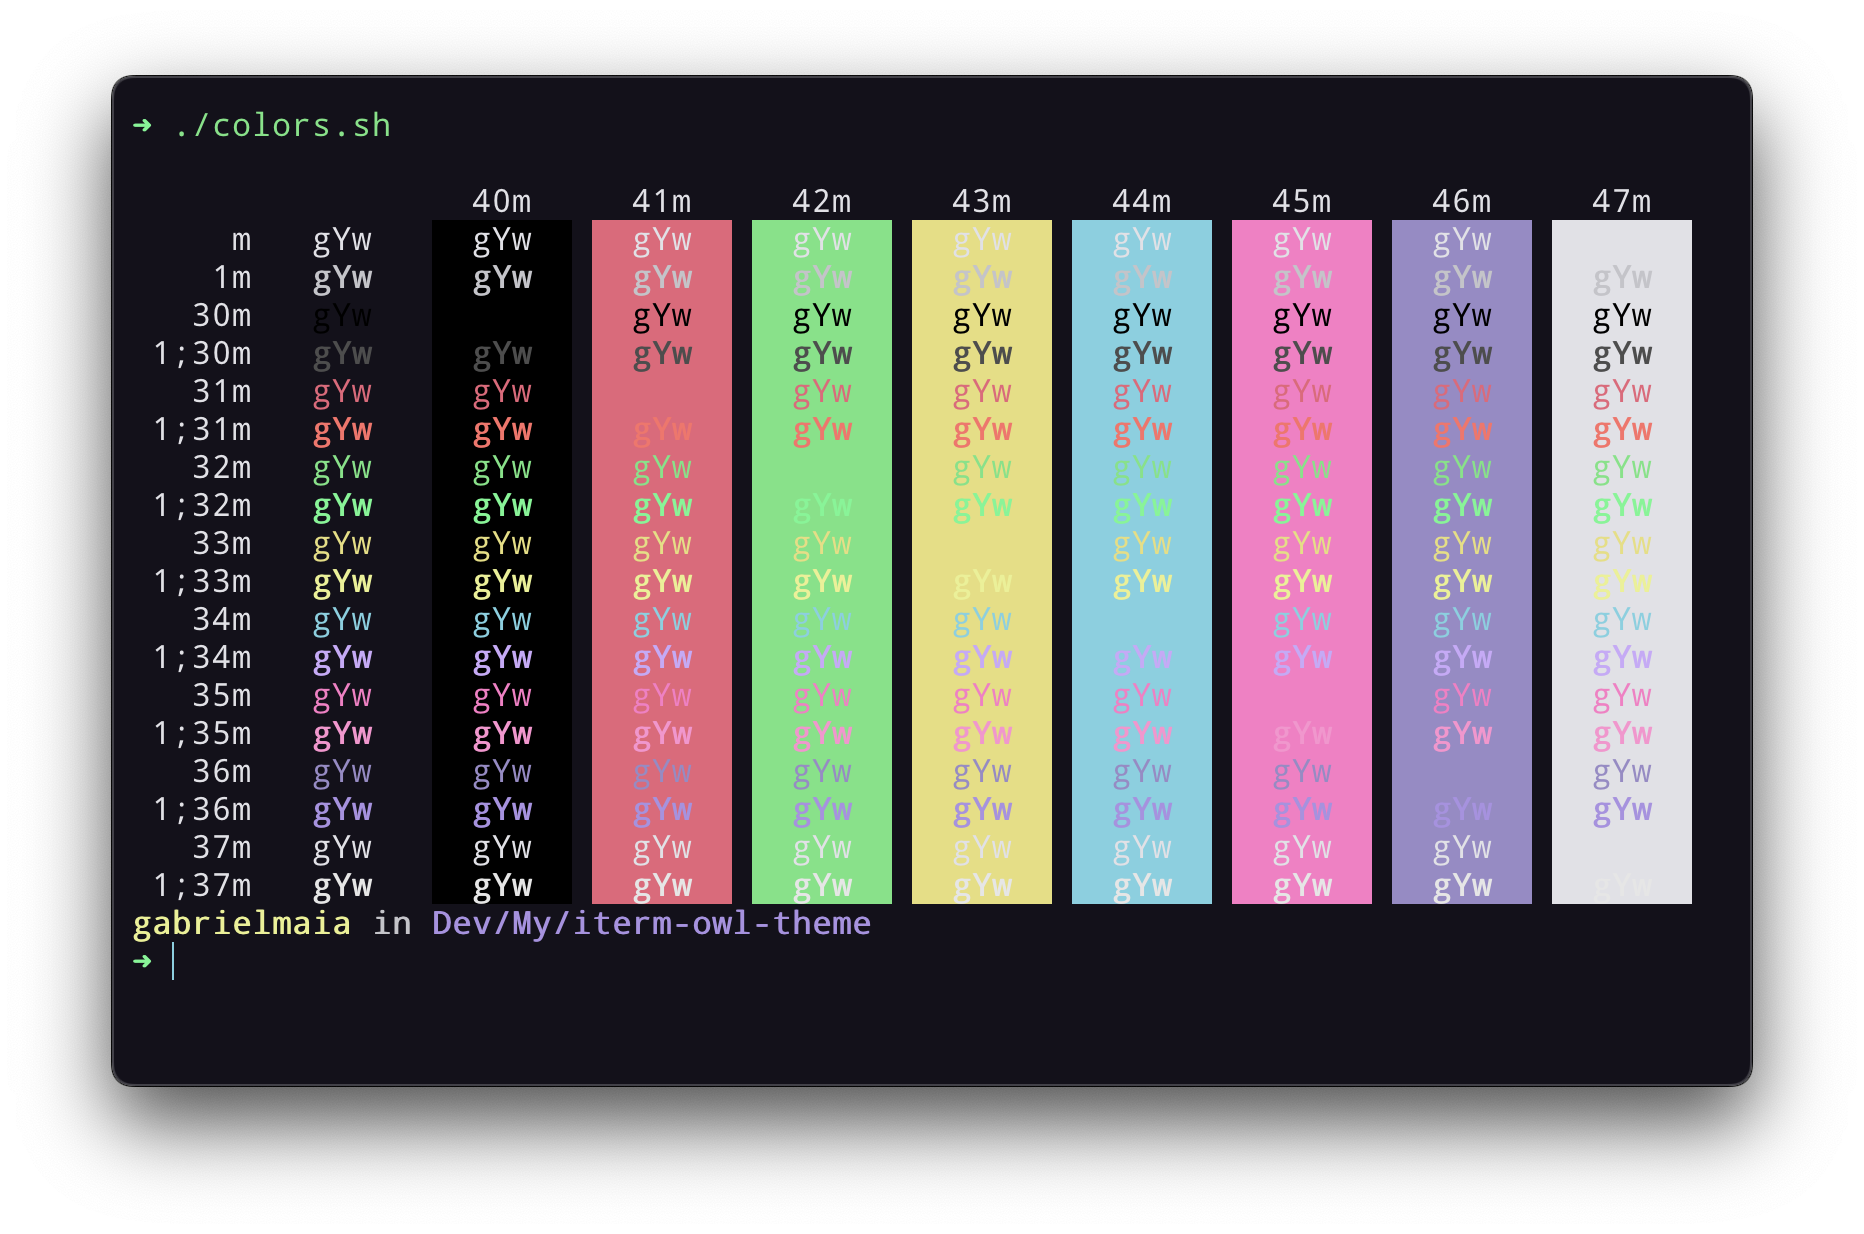 ➜ ./colors.sh
40m 41m 42m 43m 44m 45m 46m 47m
m gYw gYw gYw gYw gYw gYw gYw gYw
1m gYw gYw gYw gYw gYw gYw gYw gYw gYw
30m gYw gYw gYw gYw gYw gYw gYw gYw
1;30m gYw gYw gYw gYw gYw gYw gYw gYw gYw
31m gYw gYw gYw gYw gYw gYw gYw gYw
1;31m gYw gYw gYw gYw gYw gYw gYw gYw gYw
32m gYw gYw gYw gYw gYw gYw gYw gYw
1;32m gYw gYw gYw gYw gYw gYw gYw gYw gYw
33m gYw gYw gYw gYw gYw gYw gYw gYw
1;33m gYw gYw gYw gYw gYw gYw gYw gYw gYw
34m gYw gYw gYw gYw gYw gYw gYw gYw
1;34m gYw gYw gYw gYw gYw gYw gYw gYw gYw
35m gYw gYw gYw gYw gYw gYw gYw gYw
1;35m gYw gYw gYw gYw gYw gYw gYw gYw gYw
36m gYw gYw gYw gYw gYw gYw gYw gYw
1;36m gYw gYw gYw gYw gYw gYw gYw gYw gYw
37m gYw gYw gYw gYw gYw gYw gYw gYw
1;37m gYw gYw gYw gYw gYw gYw gYw gYw gYw
gabrielmaia in Dev/My/iterm-owl-theme
➜